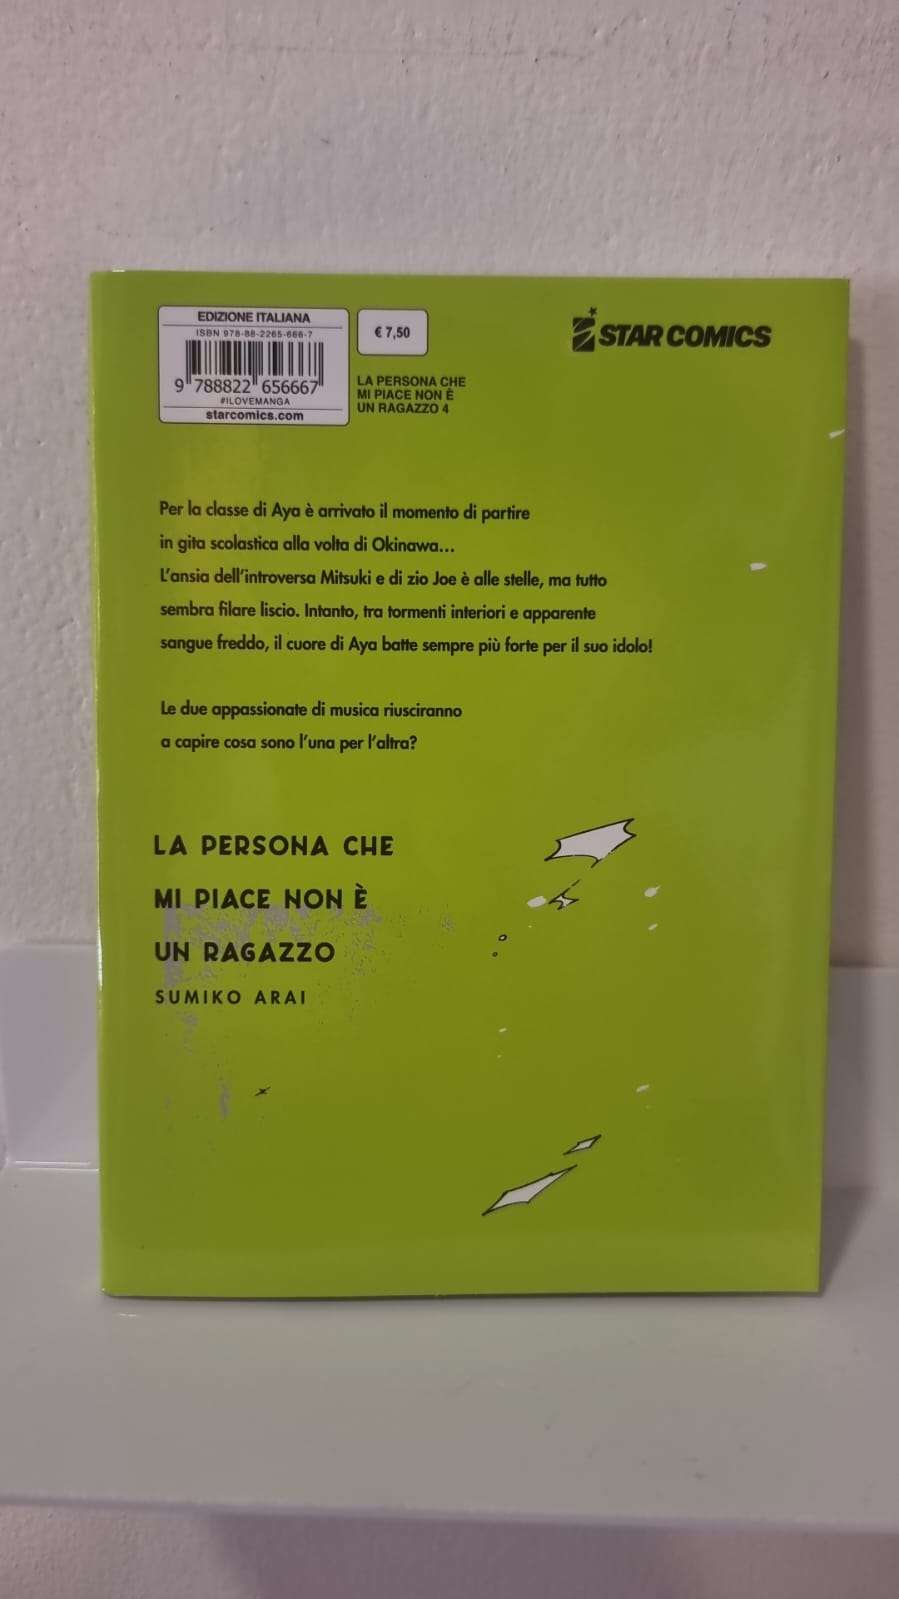 EDIZIONE ITALIANA
ISBN 978-88-2265-666-7
9 788822 656667
#ILOVEMANGA
starcomics.com
€ 7,50
LA PERSONA CHE
MI PIACE NON È
UN RAGAZZO 4
STAR COMICS
Per la classe di Aya è arrivato il momento di partire
in gita scolastica alla volta di Okinawa...
L'ansia dell'introversa Mitsuki e di zio Joe è alle stelle, ma tutto
sembra filare liscio. Intanto, tra tormenti interiori e apparente
sangue freddo, il cuore di Aya batte sempre più forte per il suo idolo!
Le due appassionate di musica riusciranno
a capire cosa sono l'una per l'altra?
LA PERSONA CHE
MI PIACE NON È
UN RAGAZZO
SUMIKO ARAI